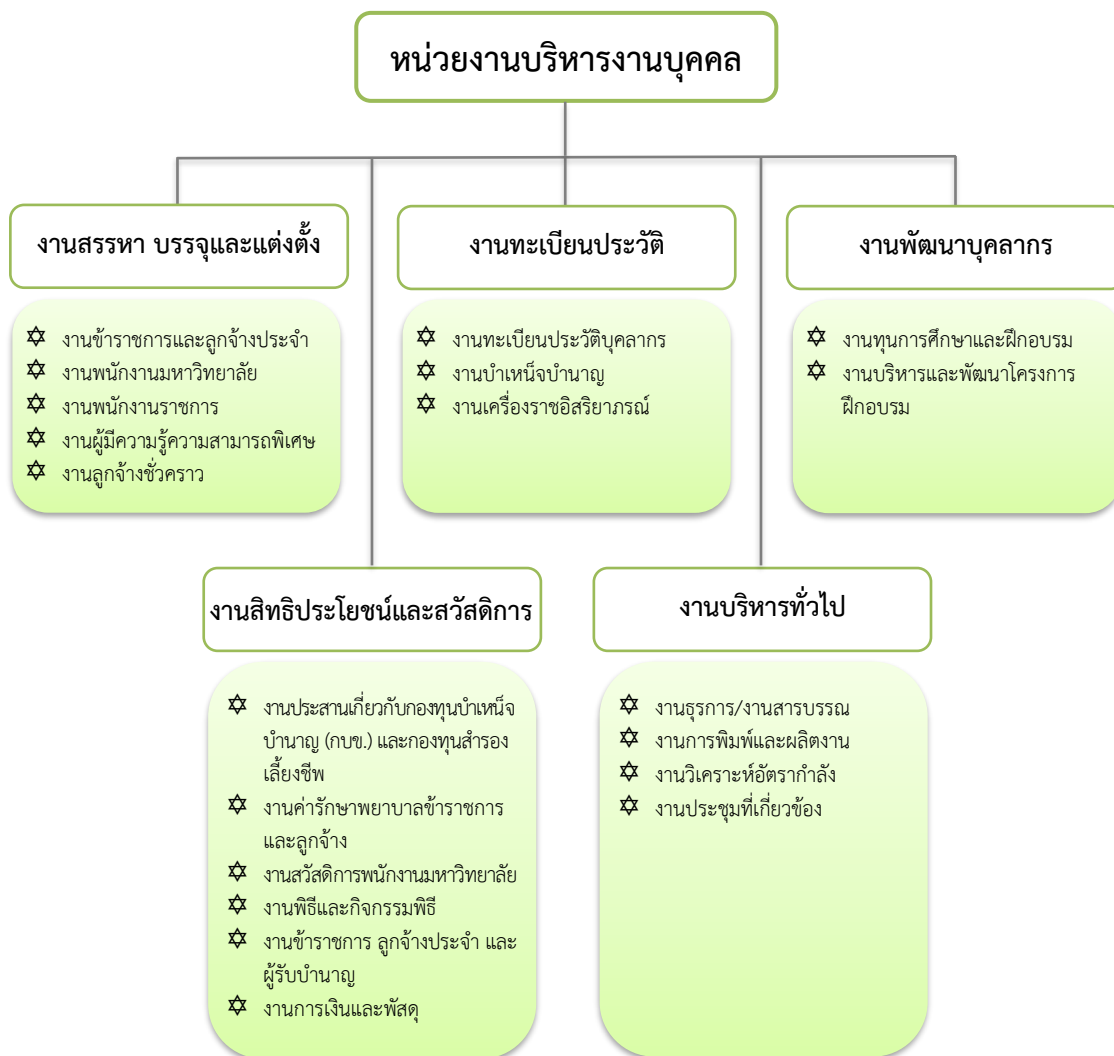 หน่วยงานบริหารงานบุคคล
งานสรรหา บรรจุและแต่งตั้ง
✡ งานข้าราชการและลูกจ้างประจำ
✡ งานพนักงานมหาวิทยาลัย
✡ งานพนักงานราชการ
✡ งานผู้มีความรู้ความสามารถพิเศษ
✡ งานลูกจ้างชั่วคราว
งานทะเบียนประวัติ
✡ งานทะเบียนประวัติบุคลากร
✡ งานบำเหน็จบำนาญ
✡ งานเครื่องราชอิสริยาภรณ์
งานพัฒนาบุคลากร
✡ งานทุนการศึกษาและฝึกอบรม
✡ งานบริหารและพัฒนาโครงการ
ฝึกอบรม
งานสิทธิประโยชน์และสวัสดิการ
✡ งานประสานเกี่ยวกับกองทุนบำเหน็จ
บำนาญ (กบข.) และกองทุนสำรอง
เลี้ยงชีพ
✡ งานค่ารักษาพยาบาลข้าราชการ
และลูกจ้าง
✡ งานสวัสดิการพนักงานมหาวิทยาลัย
✡ งานพิธีและกิจกรรมพิธี
✡ งานข้าราชการ ลูกจ้างประจำ และ
ผู้รับบำนาญ
✡ งานการเงินและพัสดุ
งานบริหารทั่วไป
✡ งานธุรการ/งานสารบรรณ
✡ งานการพิมพ์และผลิตงาน
✡ งานวิเคราะห์อัตรากำลัง
✡ งานประชุมที่เกี่ยวข้อง